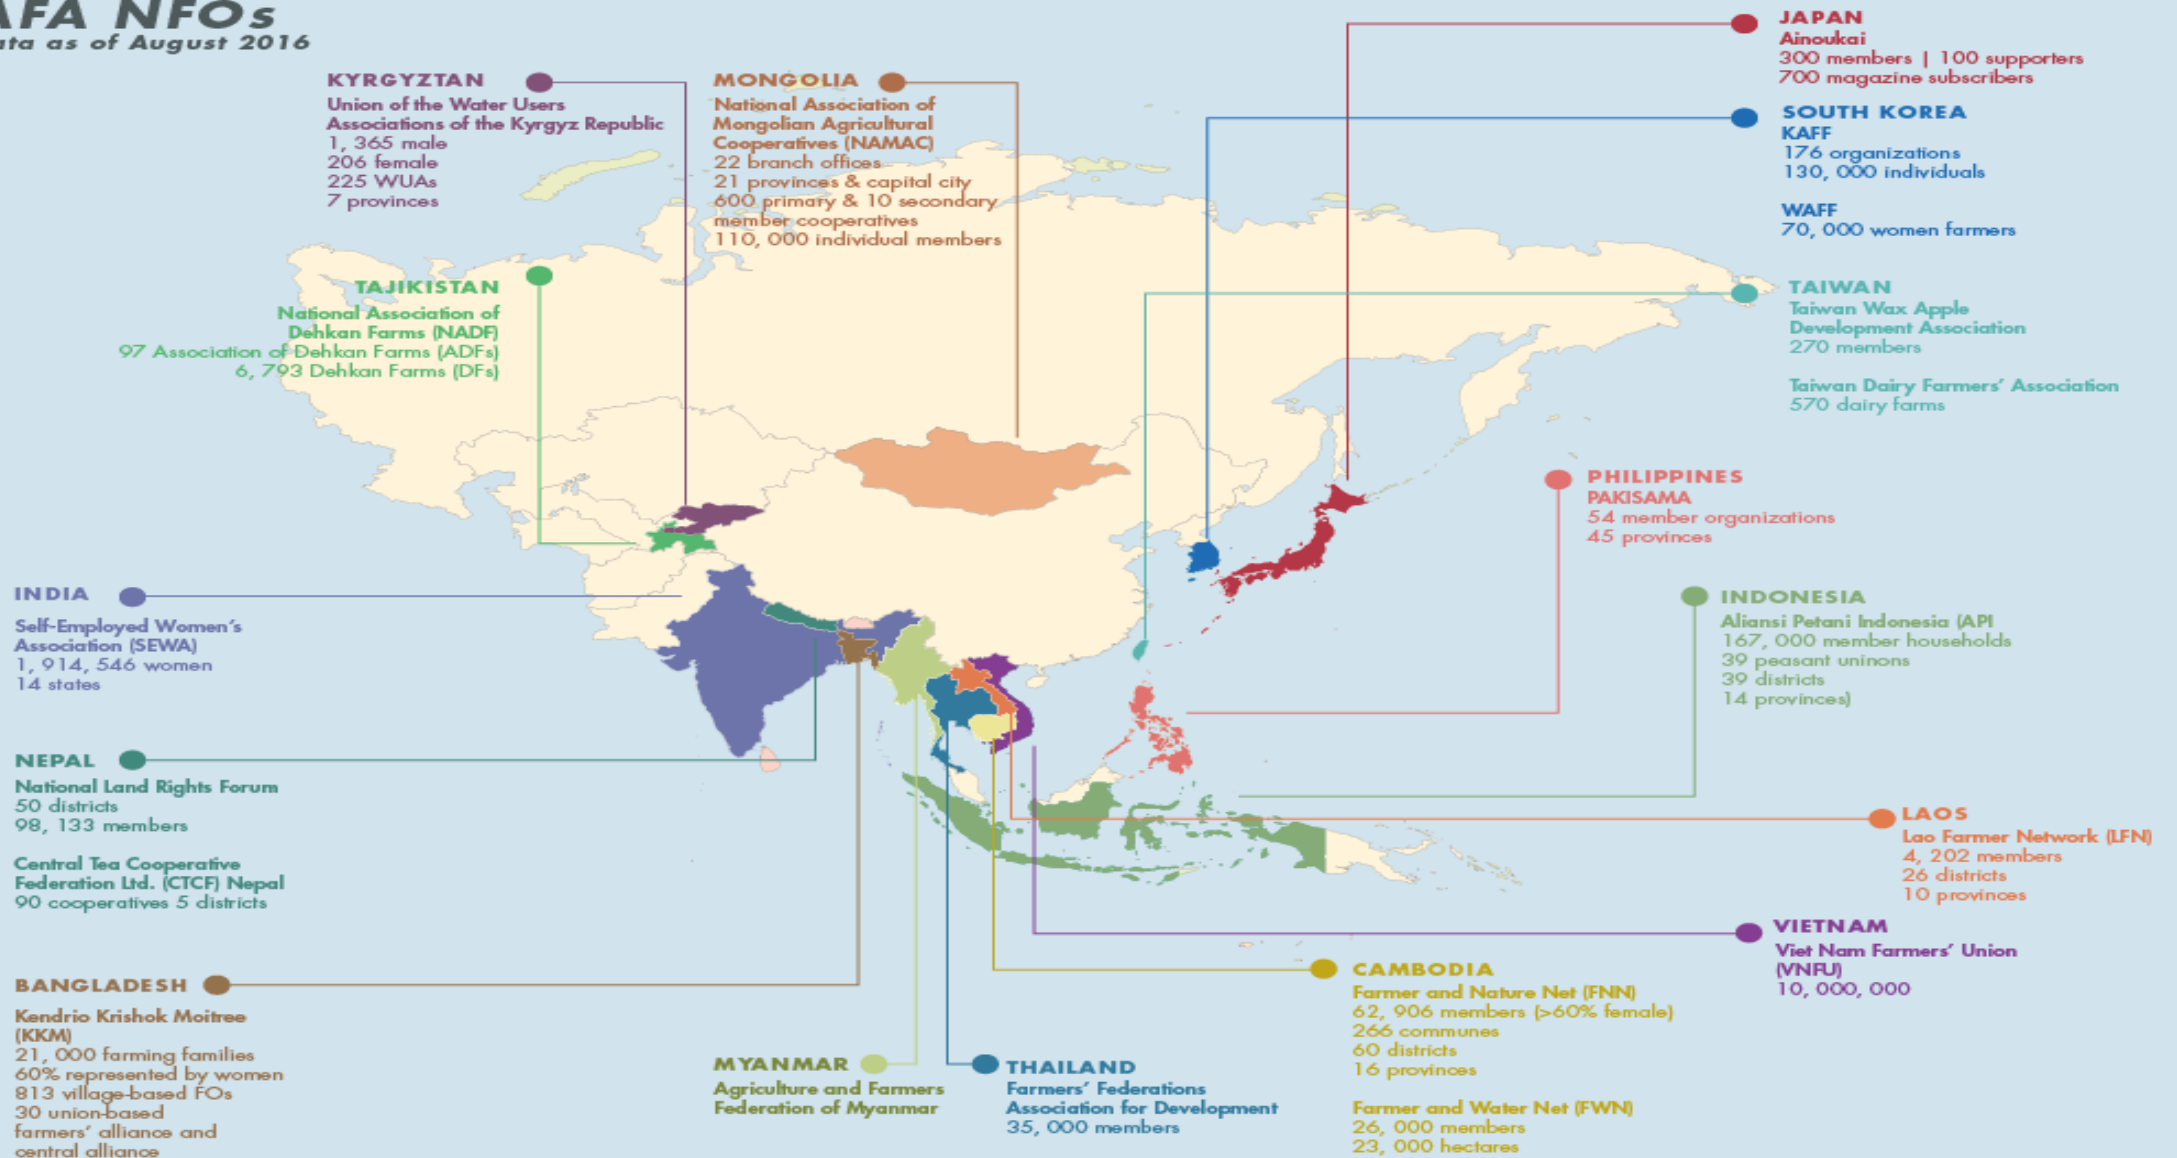 AFA NFOs
ata as of August 2016
KYRGYZTAN
Union of the Water Users
Associations of the Kyrgyz Republic
1, 365 male
206 female
225 WUAs
7 provinces
MONGOLIA
National Association of
Mongolian Agricultural
Cooperatives (NAMAC)
22 branch offices
21 provinces & capital city
600 primary & 10 secondary
member cooperatives
110, 000 individual members
JAPAN
Ainoukai
300 members | 100 supporters
700 magazine subscribers
SOUTH KOREA
KAFF
176 organizations
130, 000 individuals
WAFF
70, 000 women farmers
TAJIKISTAN
National Association of
Dehkan Farms (NADF)
97 Association of Dehkan Farms (ADFs)
6, 793 Dehkan Farms (DFs)
TAIWAN
Taiwan Wax Apple
Development Association
270 members
Taiwan Dairy Farmers' Association
570 dairy farms
PHILIPPINES
PAKISAMA
54 member organizations
45 provinces
INDIA
Self-Employed Women's
Association (SEWA)
1, 914, 546 women
14 states
INDONESIA
Aliansi Petani Indonesia (API
167, 000 member households
39 peasant uninons
39 districts
14 provinces)
NEPAL
National Land Rights Forum
50 districts
98, 133 members
Central Tea Cooperative
Federation Ltd. (CTCF) Nepal
90 cooperatives 5 districts
LAOS
Lao Farmer Network (LFN)
4, 202 members
26 districts
10 provinces
VIETNAM
Viet Nam Farmers' Union
(VNFU)
10, 000, 000
BANGLADESH
Kendrio Krishok Moitree
(KKM)
21, 000 farming families
60% represented by women
813 village-based FOs
30 union-based
farmers' alliance and
central alliance
MYANMAR
Agriculture and Farmers
Federation of Myanmar
THAILAND
Farmers' Federations
Association for Development
35, 000 members
CAMBODIA
Farmer and Nature Net (FNN)
62, 906 members (>60% female)
266 communes
60 districts
16 provinces
Farmer and Water Net (FWN)
26, 000 members
23, 000 hectares